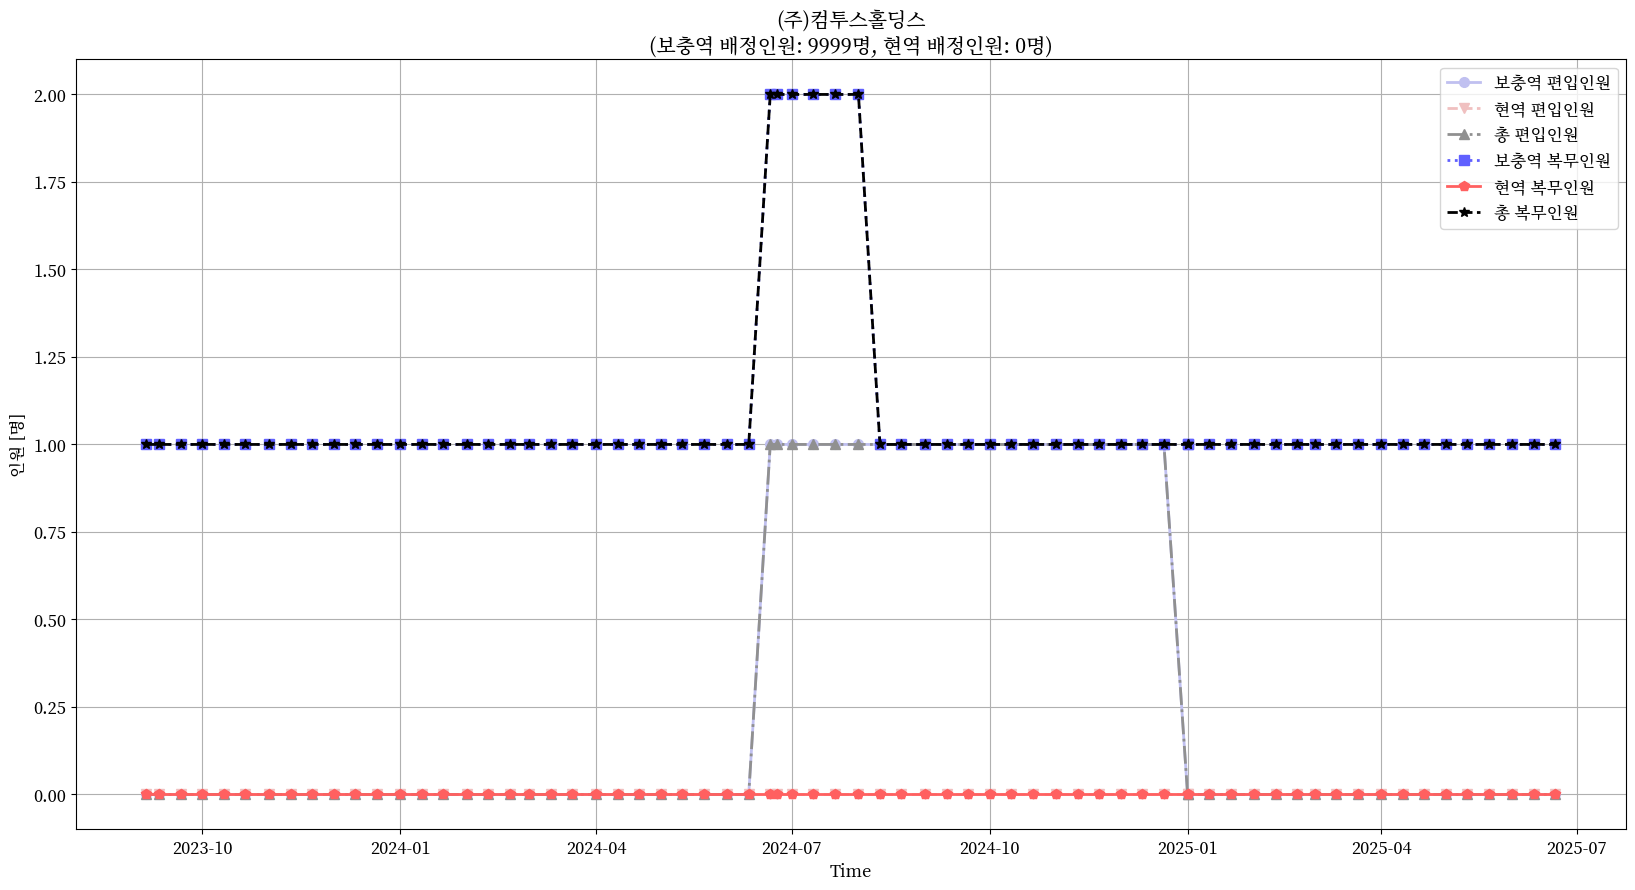 (주)컴투스홀딩스
(보충역 배정인원: 9999명, 현역 배정인원: 0명)
보충역 편입인원
현역 편입인원
총 편입인원
보충역 복무인원
현역 복무인원
총 복무인원
2.00
1.75
1.50
1.25
1.00
0.75
0.50
0.25
0.00
인원 [명]
2023-10
2024-01
2024-04
2024-07
2024-10
2025-01
2025-04
2025-07
Time